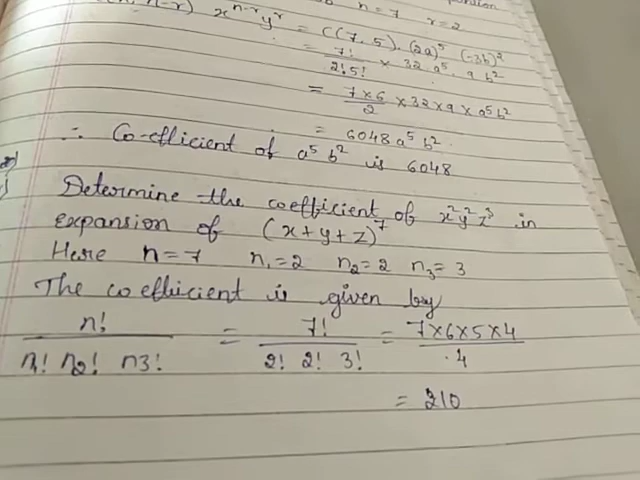 n=7 r=2
n-r) x^{n-r} y^r = C(7,5). (2a)^5 (-3b)^2
= 7!/2!5! × 32 a^5 . 9 b^2
= 7×6/2 × 32 × 9 × a^5 b^2
= 6048 a^5 b^2.
∴ Co-efficient of a^5 b^2 is 6048
Determine the coefficient of x^2 y^2 z^3 in
expansion of (x+y+z)^7
Here n=7 n₁=2 n₂=2 n₃=3
The coefficient is given by
n!/n₁! n₂! n3! = 7!/2! 2! 3! = 7×6×5×4/4
= 210